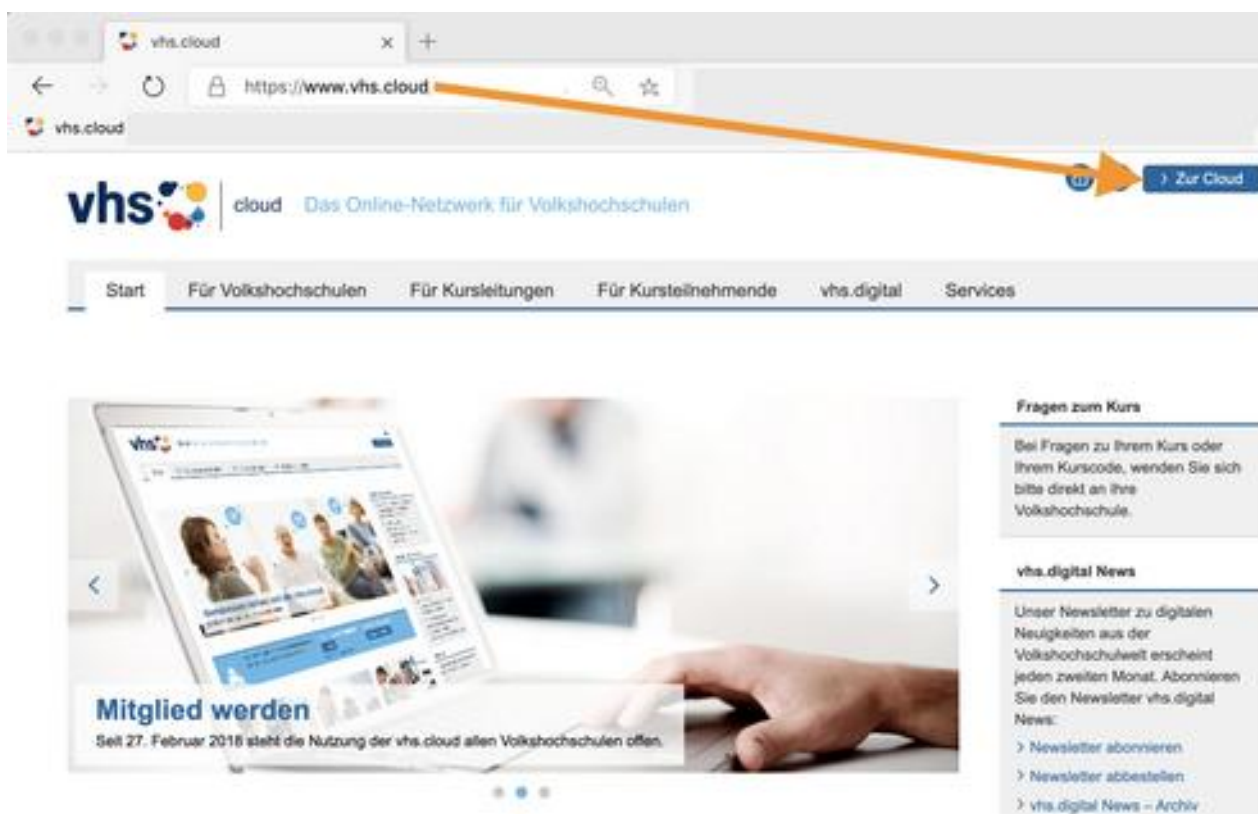 vhs.cloud
https://www.vhs.cloud
vhs.cloud
Zur Cloud
vhs
cloud
Das Online-Netzwerk für Volkshochschulen
Start
Für Volkshochschulen
Für Kursleitungen
Für Kursteilnehmende
vhs.digital
Services
vhs
Mitglied werden
Seit 27. Februar 2018 steht die Nutzung der vhs.cloud allen Volkshochschulen offen.
Fragen zum Kurs
Bei Fragen zu Ihrem Kurs oder
Ihrem Kurscode, wenden Sie sich
bitte direkt an Ihre
Volkshochschule.
vhs.digital News
Unser Newsletter zu digitalen
Neuigkeiten aus der
Volkshochschulwelt erscheint
jeden zweiten Monat. Abonnieren
Sie den Newsletter vhs.digital
News:
Newsletter abonnieren
Newsletter abbestellen
vhs.digital News – Archiv